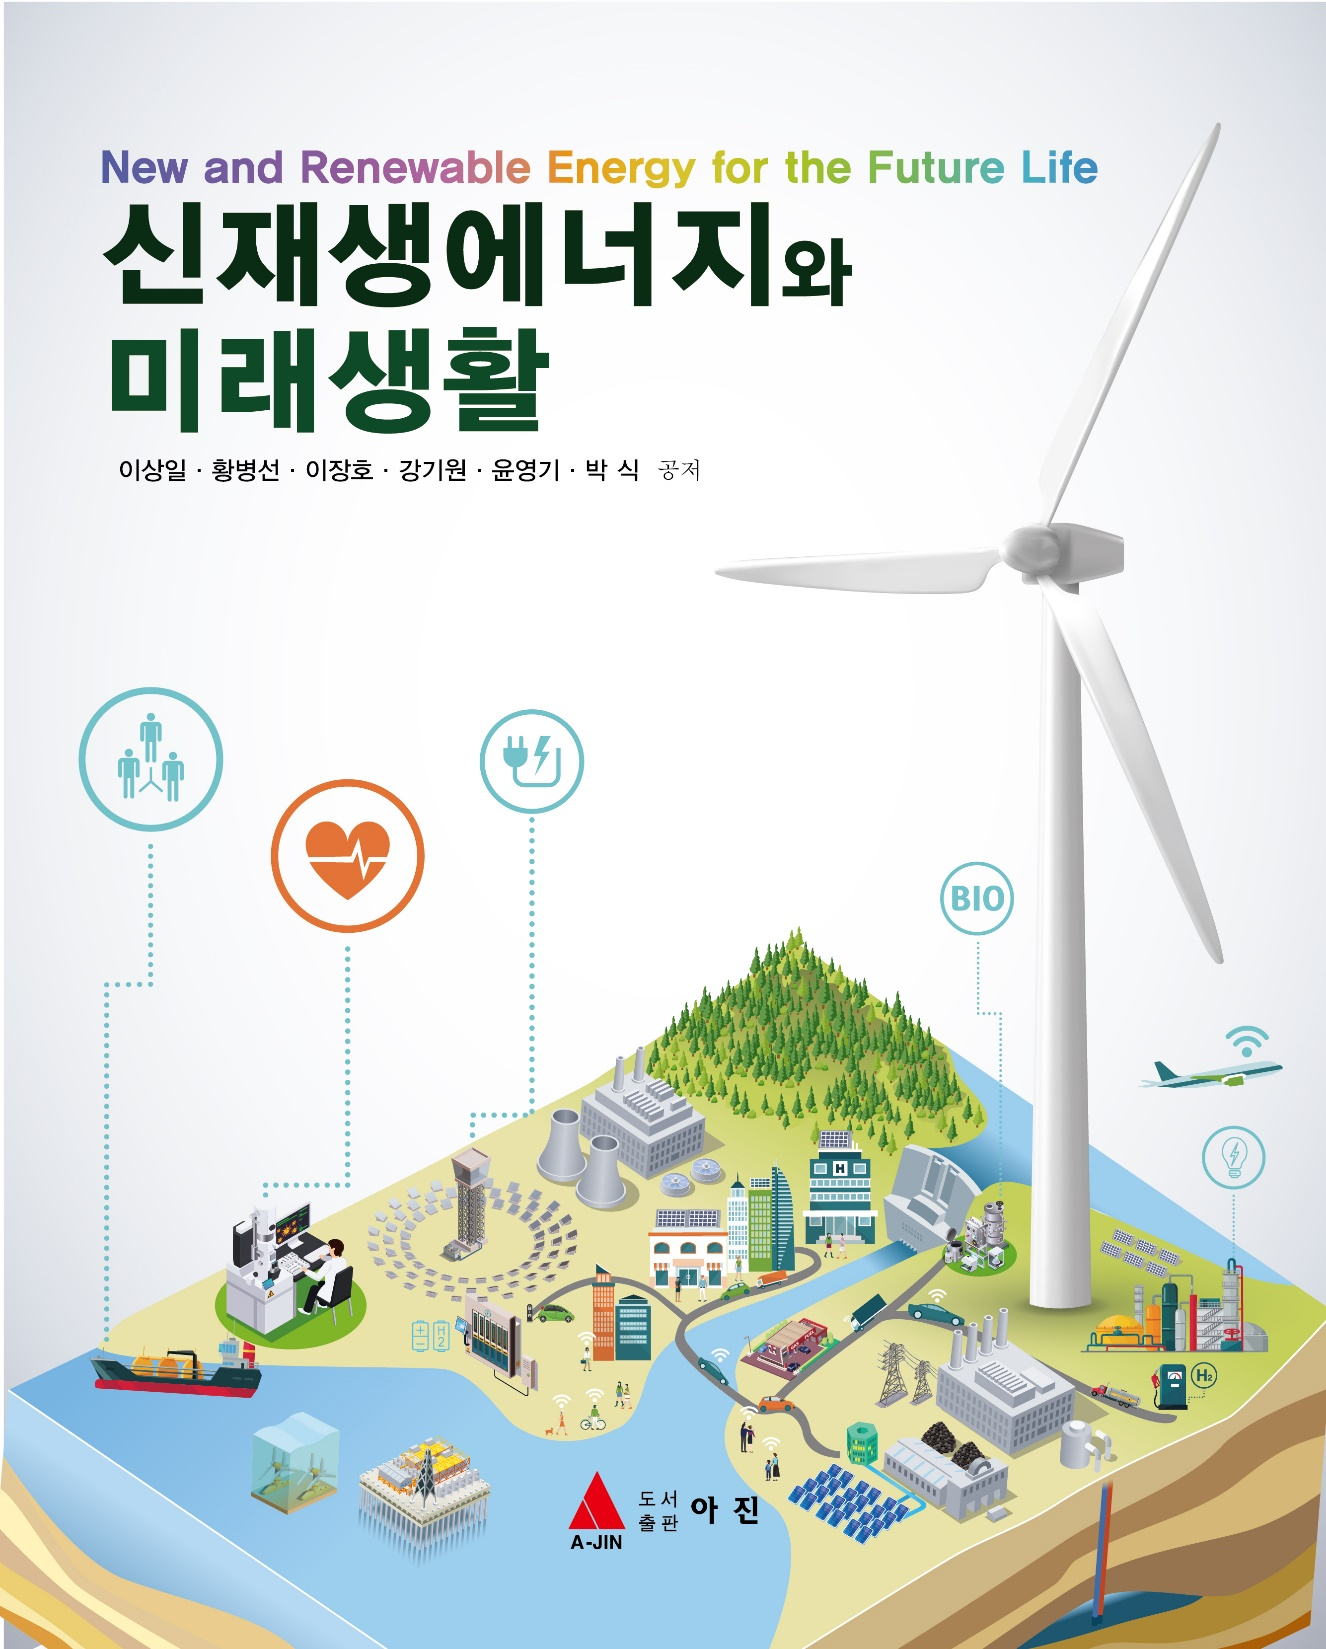 New and Renewable Energy for the Future Life
신재생에너지와
미래생활
이상일 · 황병선 · 이장호 · 강기원 · 윤영기 · 박 식 공저
BIO
H
H
2
H₂
도서
출판
아 진
A-JIN